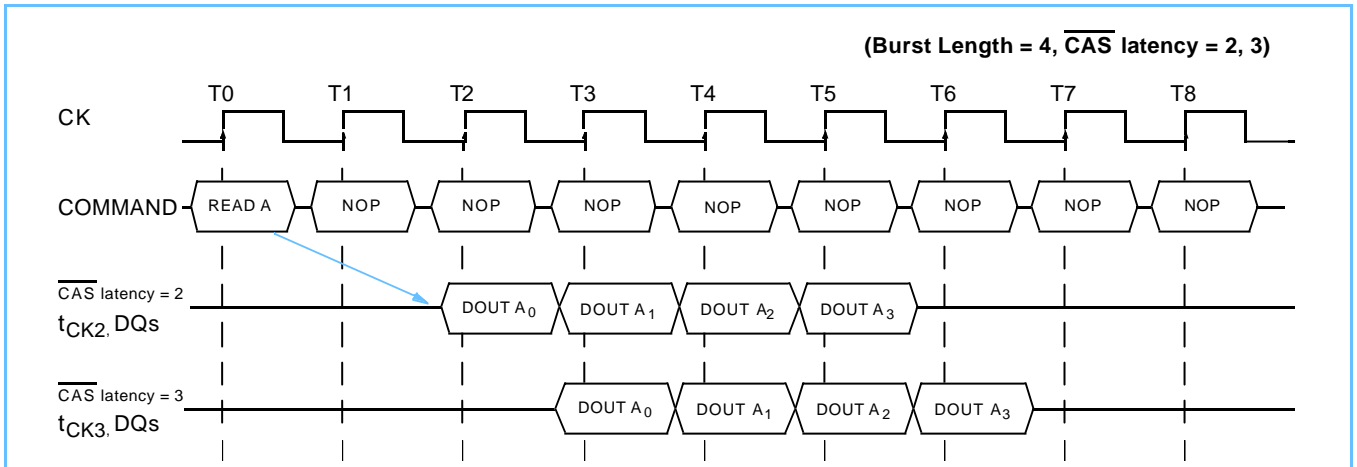 (Burst Length = 4, CAS latency = 2, 3)
T0 T1 T2 T3 T4 T5 T6 T7 T8
CK
COMMAND READ A NOP NOP NOP NOP NOP NOP NOP NOP
CAS latency = 2
tCK2, DQs DOUT A0 DOUT A1 DOUT A2 DOUT A3
CAS latency = 3
tCK3, DQs DOUT A0 DOUT A1 DOUT A2 DOUT A3